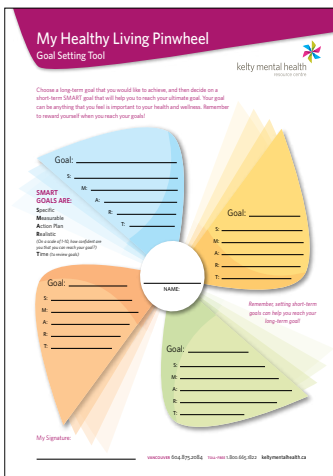 My Healthy Living Pinwheel
Goal Setting Tool
kelty mental health
resource centre
Choose a long-term goal that you would like to achieve, and then decide on a
short-term SMART goal that will help you to reach your ultimate goal. Your goal
can be anything that you feel is important to your health and wellness. Remember
to reward yourself when you reach your goals!
Goal:
S:
M:
A:
R:
T:
SMART
GOALS ARE:
Specific
Measurable
Action Plan
Realistic
(On a scale of 1-10, how confident are
you that you can reach your goal?)
Time (to review goals)
Goal:
S:
M:
A:
R:
T:
NAME:
Goal:
S:
M:
A:
R:
T:
Remember, setting short-term
goals can help you reach your
long-term goal!
Goal:
S:
M:
A:
R:
T:
My Signature:
VANCOUVER 604.875.2084 TOLL-FREE 1.800.665.1822 keltymentalhealth.ca